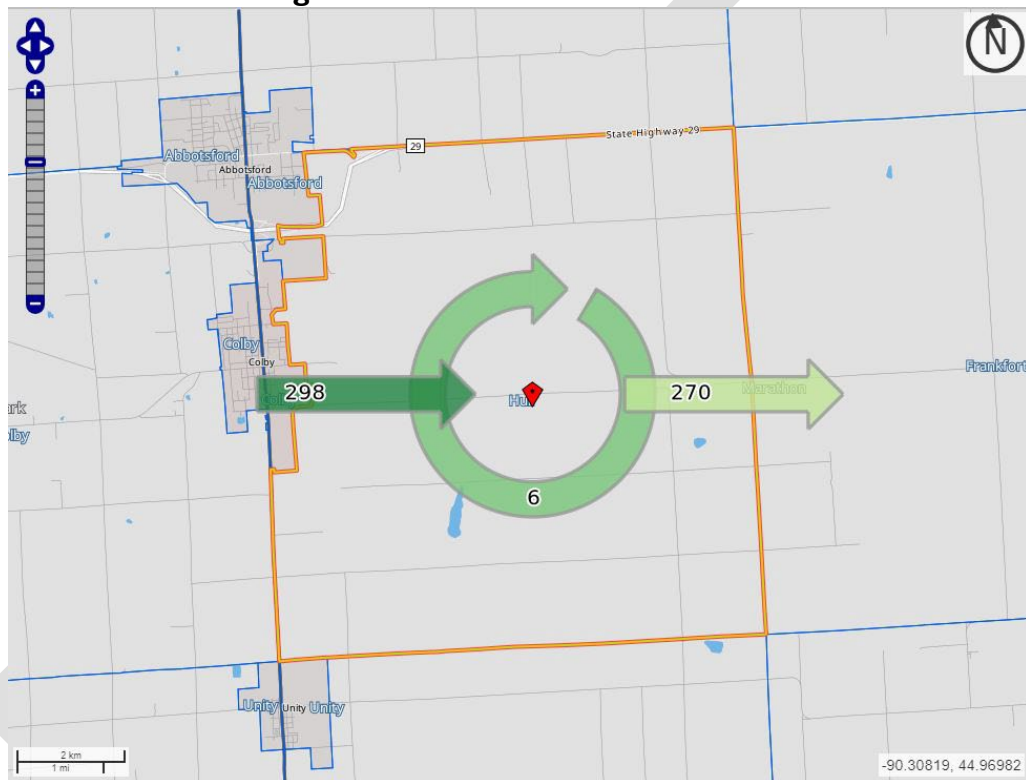 N
State Highway 29
29
Abbotsford
Abbotsford
Abbotsford
Colby
Colby
298
270
Marathon
Frankfort
6
Unity Unity Unity
2 km
1 mi
-90.30819, 44.96982